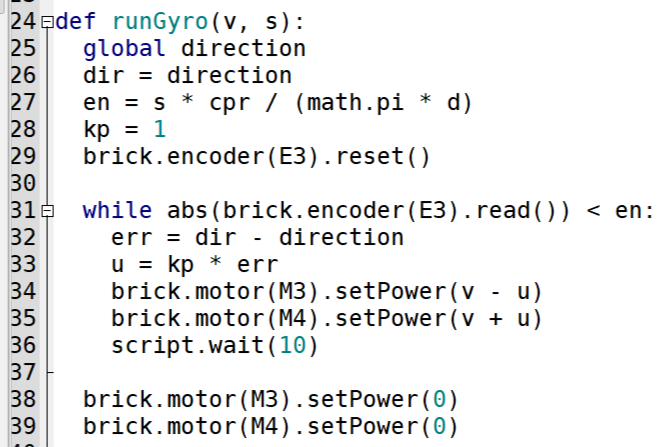 24 def runGyro(v, s):
25   global direction
26   dir = direction
27   en = s * cpr / (math.pi * d)
28   kp = 1
29   brick.encoder(E3).reset()
30
31   while abs(brick.encoder(E3).read()) < en:
32     err = dir - direction
33     u = kp * err
34     brick.motor(M3).setPower(v - u)
35     brick.motor(M4).setPower(v + u)
36     script.wait(10)
37
38   brick.motor(M3).setPower(0)
39   brick.motor(M4).setPower(0)